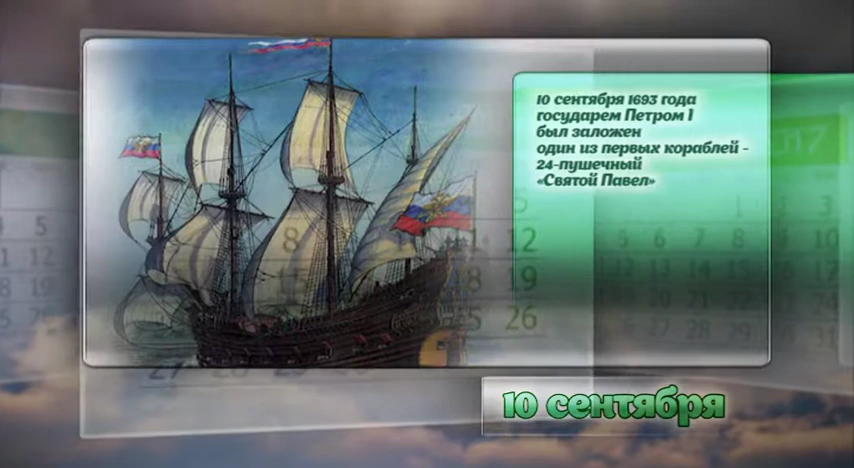 10 сентября 1693 года
государем Петром I
был заложен
один из первых кораблей -
24-пушечный
«Святой Павел»
10 сентября